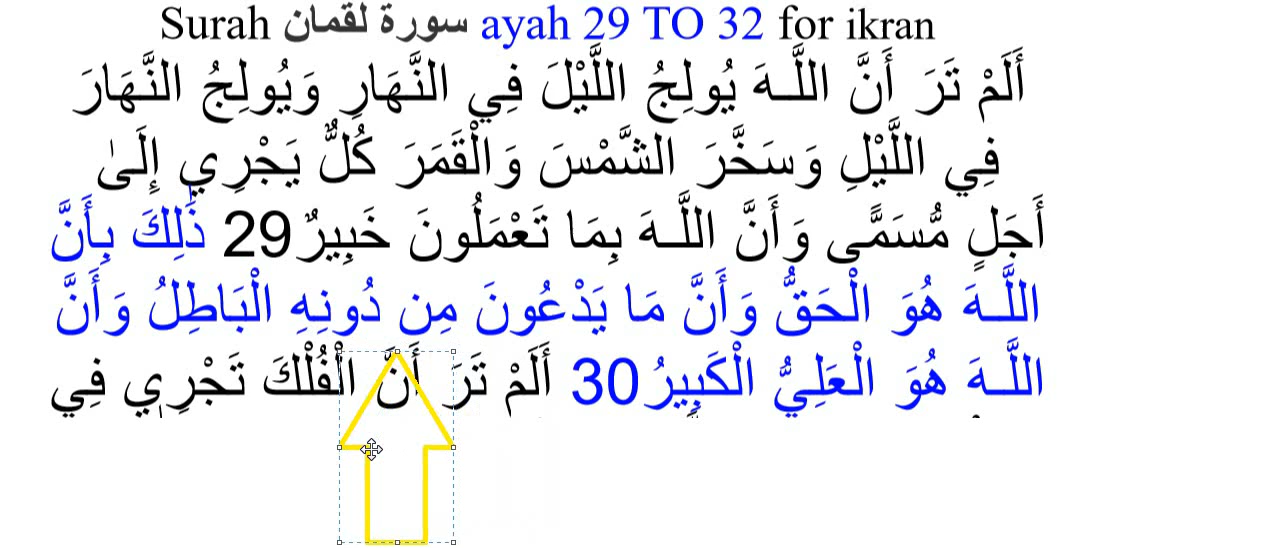 Surah سورة لقمان ayah 29 TO 32 for ikran
أَلَمْ تَرَ أَنَّ اللَّـهَ يُولِجُ اللَّيْلَ فِي النَّهَارِ وَيُولِجُ النَّهَارَ
فِي اللَّيْلِ وَسَخَّرَ الشَّمْسَ وَالْقَمَرَ كُلٌّ يَجْرِي إِلَىٰ
أَجَلٍ مُّسَمًّى وَأَنَّ اللَّـهَ بِمَا تَعْمَلُونَ خَبِيرٌ 29 ذَٰلِكَ بِأَنَّ
اللَّـهَ هُوَ الْحَقُّ وَأَنَّ مَا يَدْعُونَ مِن دُونِهِ الْبَاطِلُ وَأَنَّ
اللَّـهَ هُوَ الْعَلِيُّ الْكَبِيرُ 30 أَلَمْ تَرَ أَنَّ الْفُلْكَ تَجْرِي فِي